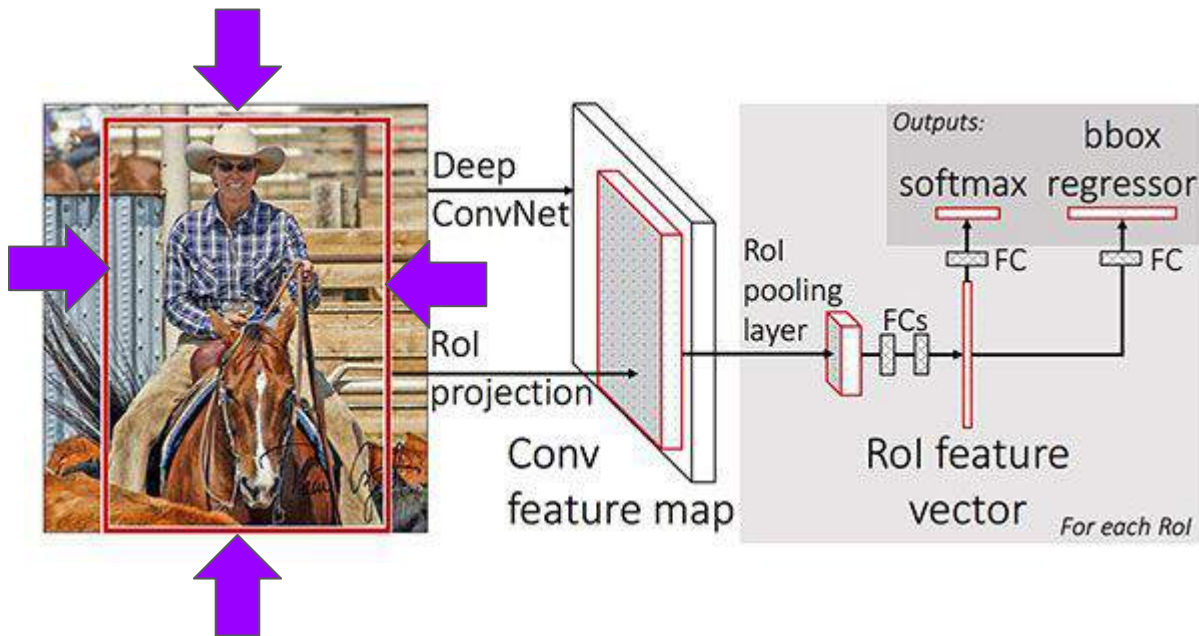 Deep
ConvNet
RoI
projection
Conv
feature map
RoI
pooling
layer
FCs
Outputs:
softmax
bbox
regressor
FC
FC
RoI feature
vector
For each RoI